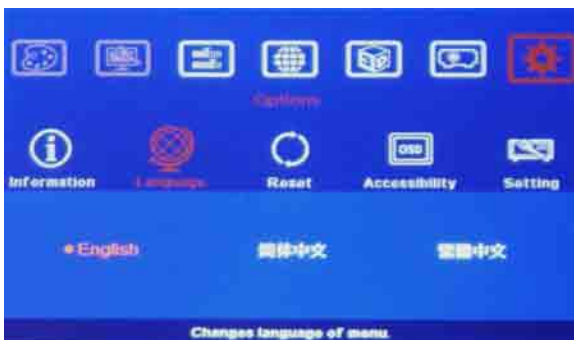 Options
Information Language Reset OSD Accessibility Setting
English 简体中文 繁體中文
Changes language of menu.